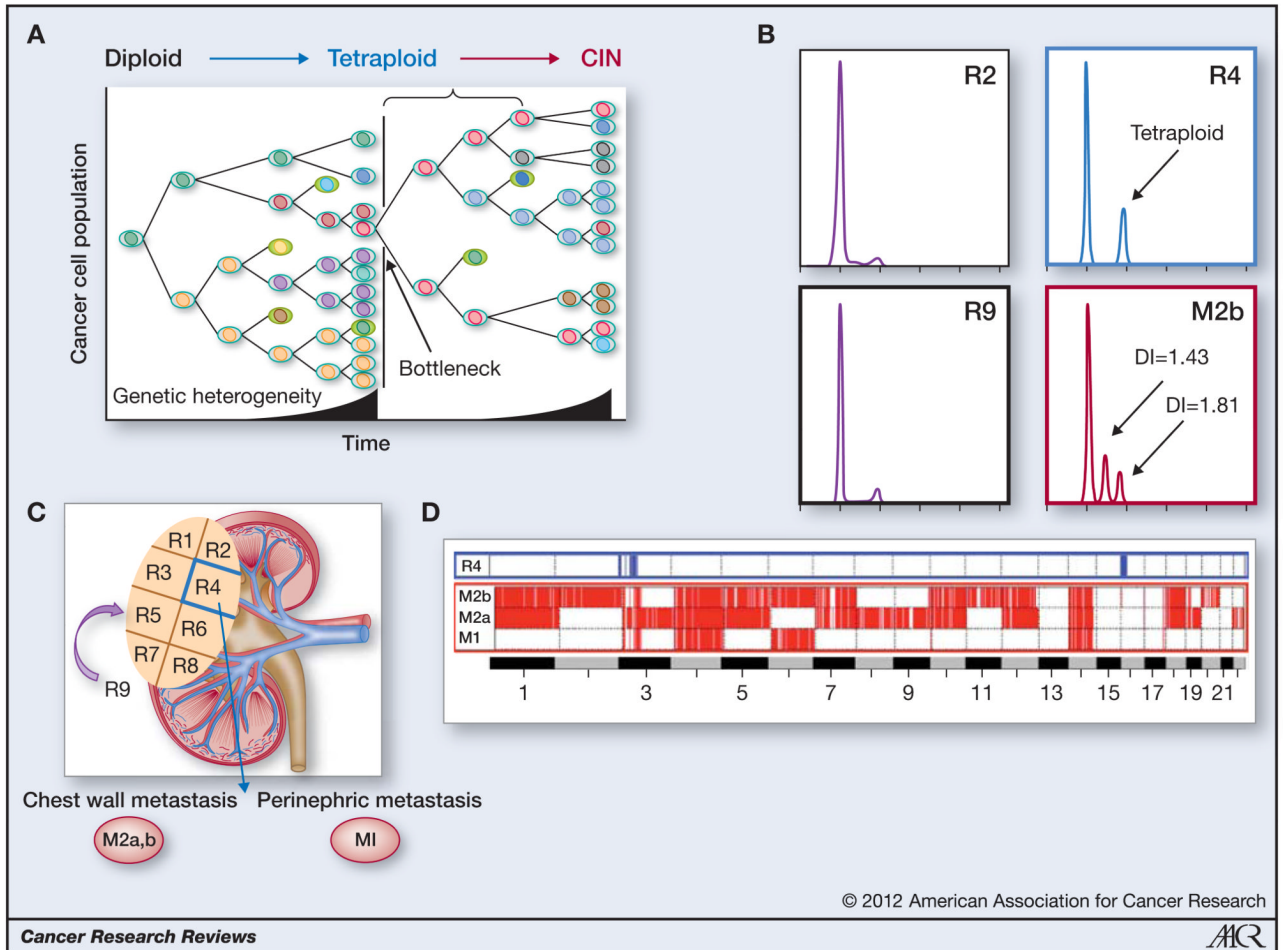 A
Diploid
Tetraploid
CIN
Cancer cell population
Bottleneck
Genetic heterogeneity
Time
B
R2
R4
Tetraploid
R9
M2b
DI=1.43
DI=1.81
C
R1
R2
R3
R4
R5
R6
R7
R8
R9
Chest wall metastasis
Perinephric metastasis
M2a,b
MI
D
R4
M2b
M2a
M1
1 3 5 7 9 11 13 15 17 19 21
© 2012 American Association for Cancer Research
Cancer Research Reviews
AACR